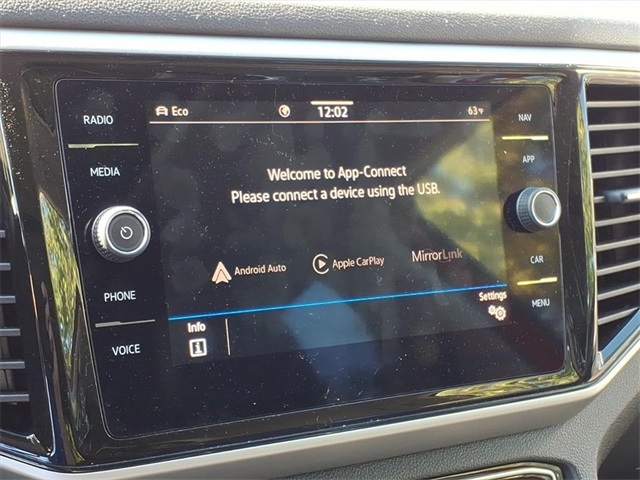 RADIO
MEDIA
PHONE
VOICE
Eco
12:02
63°F
Welcome to App-Connect
Please connect a device using the USB.
Android Auto
Apple CarPlay
MirrorLink
Info
Settings
NAV
APP
CAR
MENU